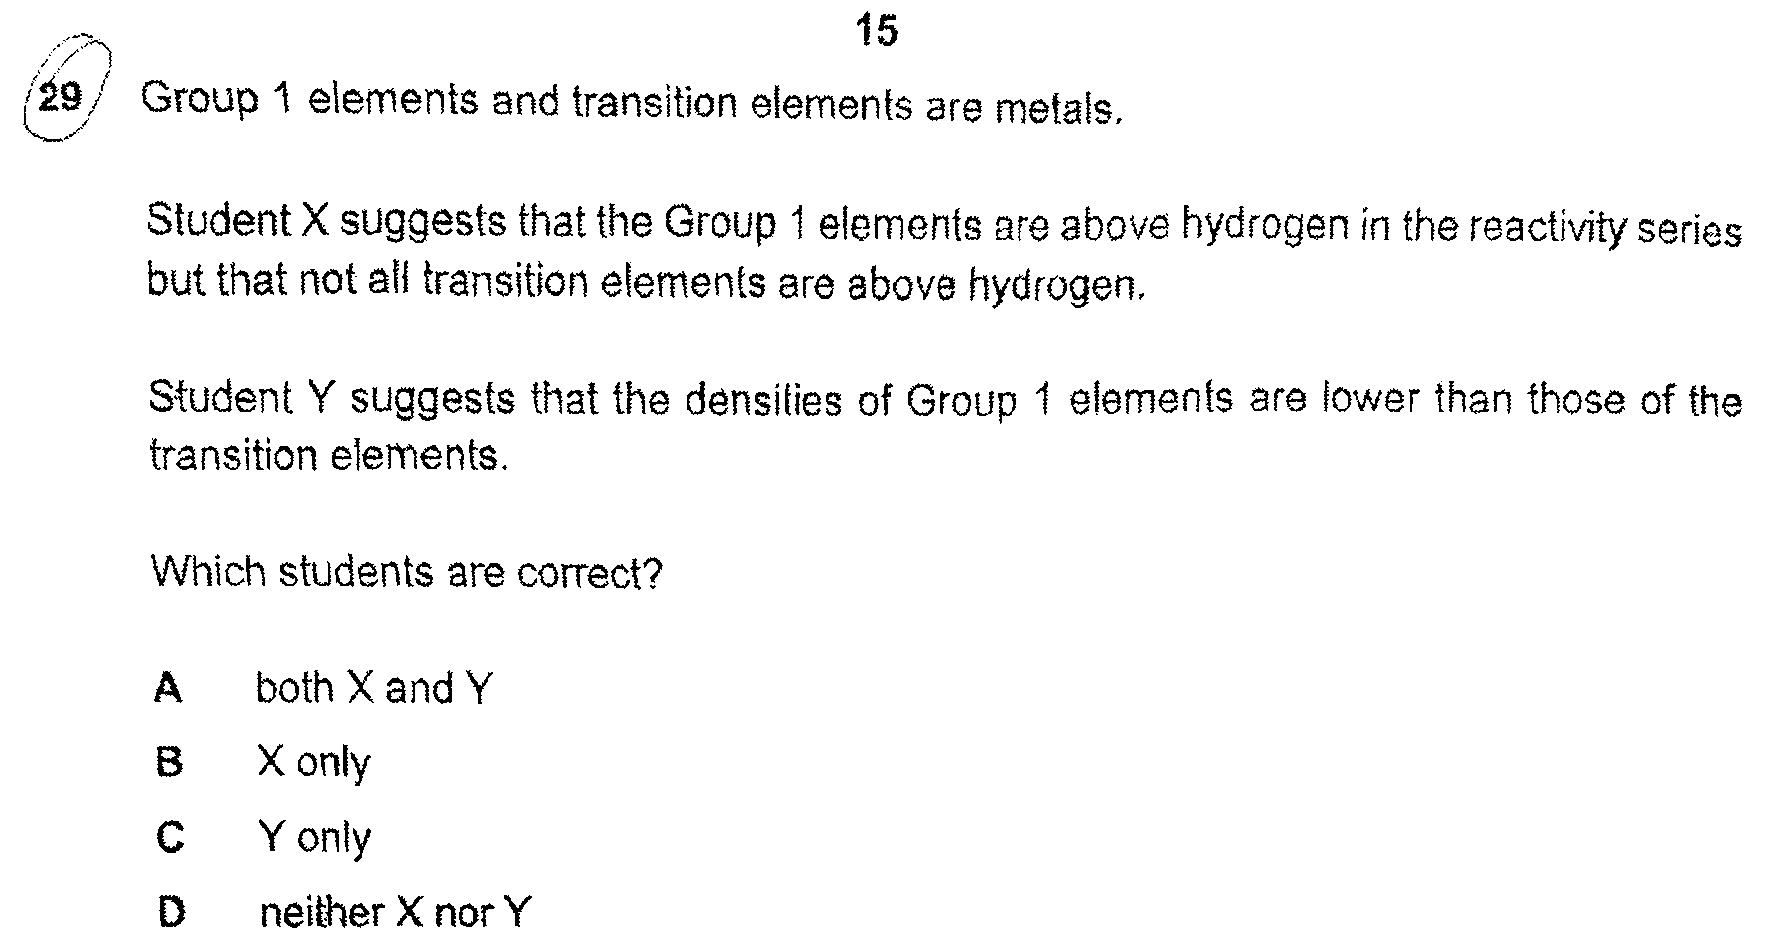 15
29 Group 1 elements and transition elements are metals.
Student X suggests that the Group 1 elements are above hydrogen in the reactivity series
but that not all transition elements are above hydrogen.
Student Y suggests that the densities of Group 1 elements are lower than those of the
transition elements.
Which students are correct?
A both X and Y
B X only
C Y only
D neither X nor Y